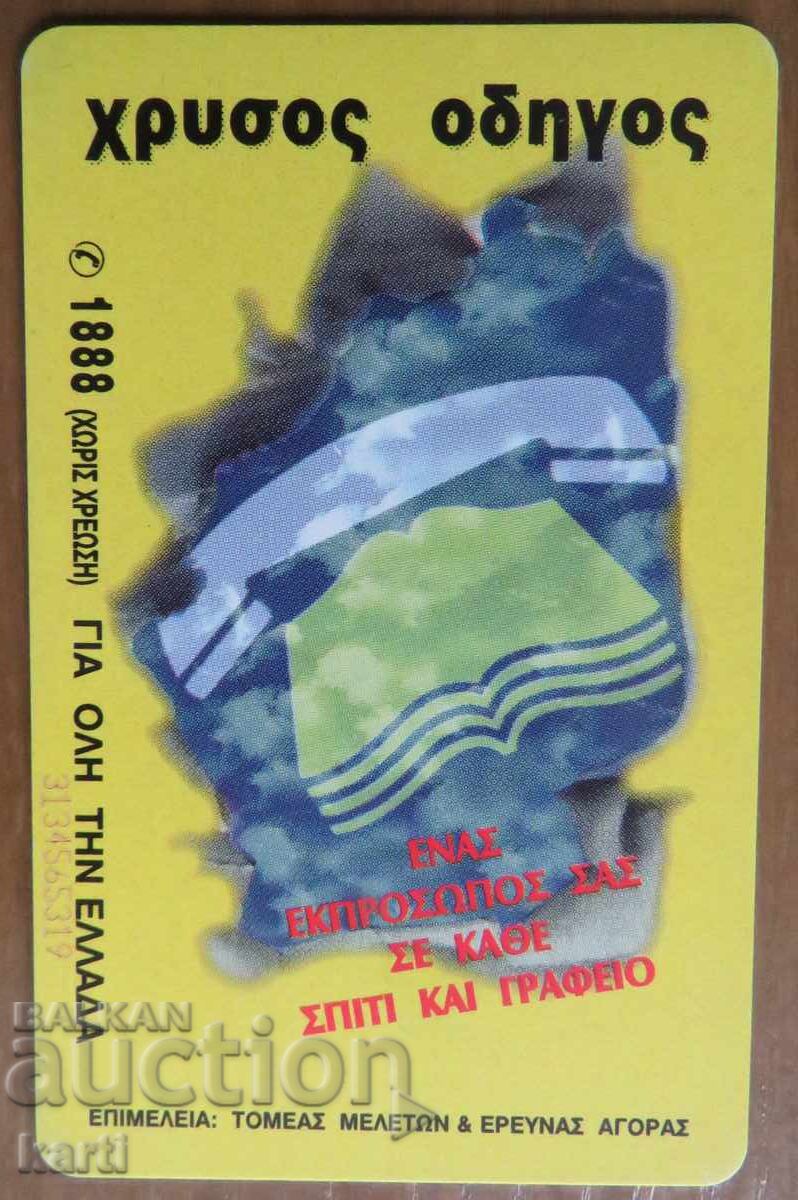 χρυσος οδηγος
✆ 1888 (ΧΩΡΙΣ ΧΡΕΩΣΗ) ΓΙΑ ΟΛΗ ΤΗΝ ΕΛΛΑΔΑ
3134565319
ΕΝΑΣ
ΕΚΠΡΟΣΩΠΟΣ ΣΑΣ
ΣΕ ΚΑΘΕ
ΣΠΙΤΙ ΚΑΙ ΓΡΑΦΕΙΟ
BALKAN
auction
ΕΠΙΜΕΛΕΙΑ: ΤΟΜΕΑΣ ΜΕΛΕΤΩΝ & ΕΡΕΥΝΑΣ ΑΓΟΡΑΣ
karti